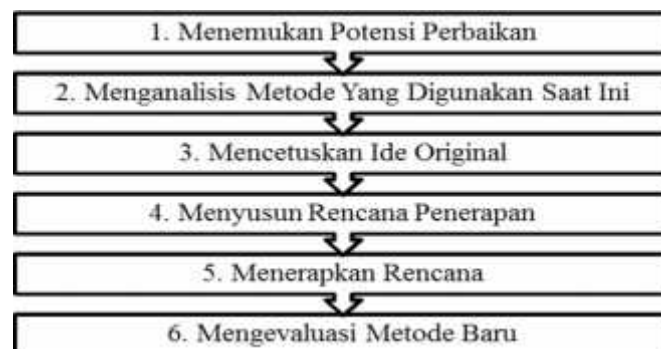 1. Menemukan Potensi Perbaikan
2. Menganalisis Metode Yang Digunakan Saat Ini
3. Mencetuskan Ide Original
4. Menyusun Rencana Penerapan
5. Menerapkan Rencana
6. Mengevaluasi Metode Baru